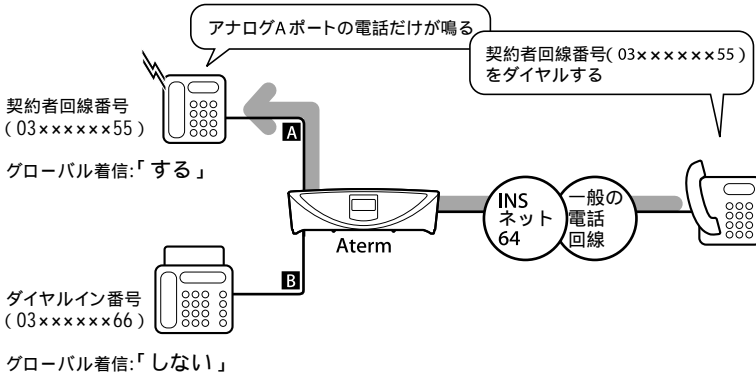 アナログAポートの電話だけが鳴る
契約者回線番号(03××××××55)
をダイヤルする
契約者回線番号
(03××××××55)
グローバル着信:「する」
A
INS
ネット
64
一般の
電話
回線
Aterm
B
ダイヤルイン番号
(03××××××66)
グローバル着信:「しない」